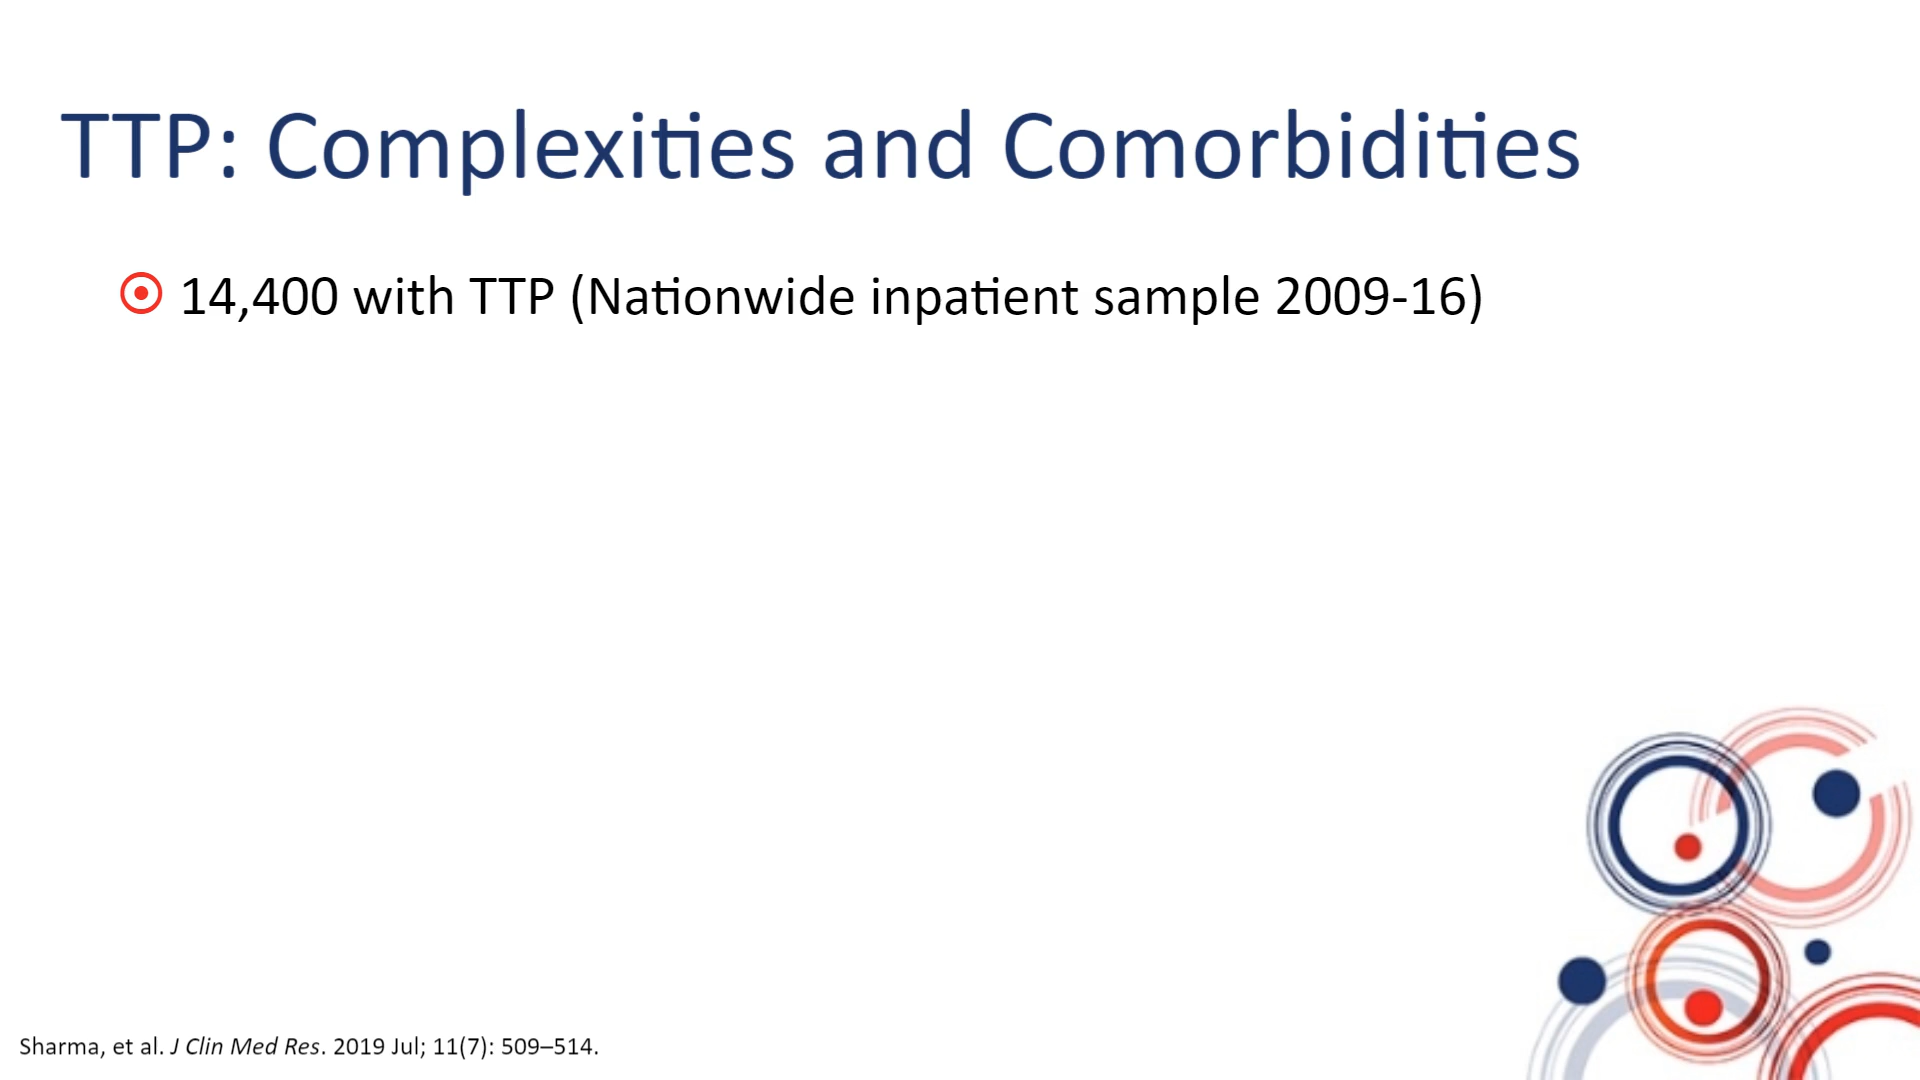 TTP: Complexities and Comorbidities
14,400 with TTP (Nationwide inpatient sample 2009-16)
Sharma, et al. J Clin Med Res. 2019 Jul; 11(7): 509–514.